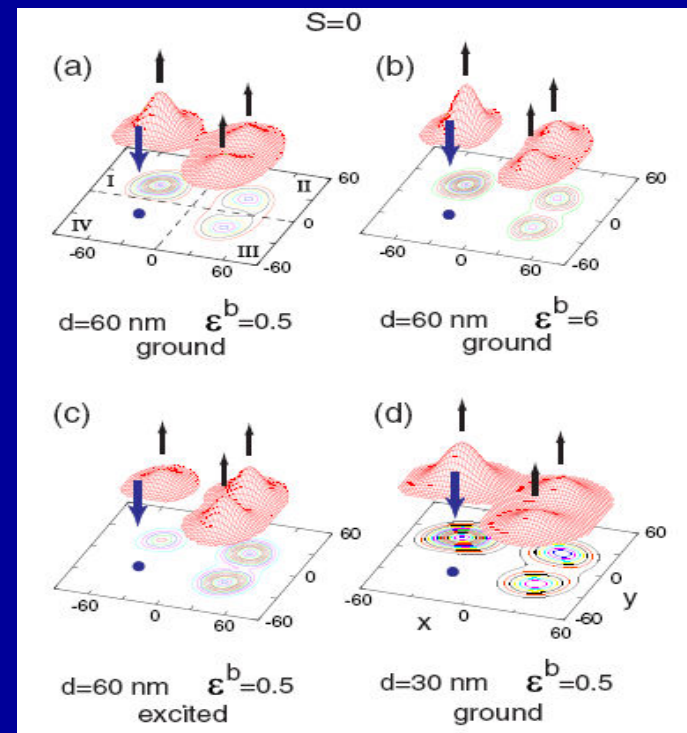 S=0
(a)
(b)
I
II
III
IV
60
0
-60
-60
0
60
60
0
-60
-60
0
60
d=60 nm ε^b=0.5
ground
d=60 nm ε^b=6
ground
(c)
(d)
60
0
-60
-60
0
60
60
0
-60
y
-60
0
60
x
d=60 nm ε^b=0.5
excited
d=30 nm ε^b=0.5
ground